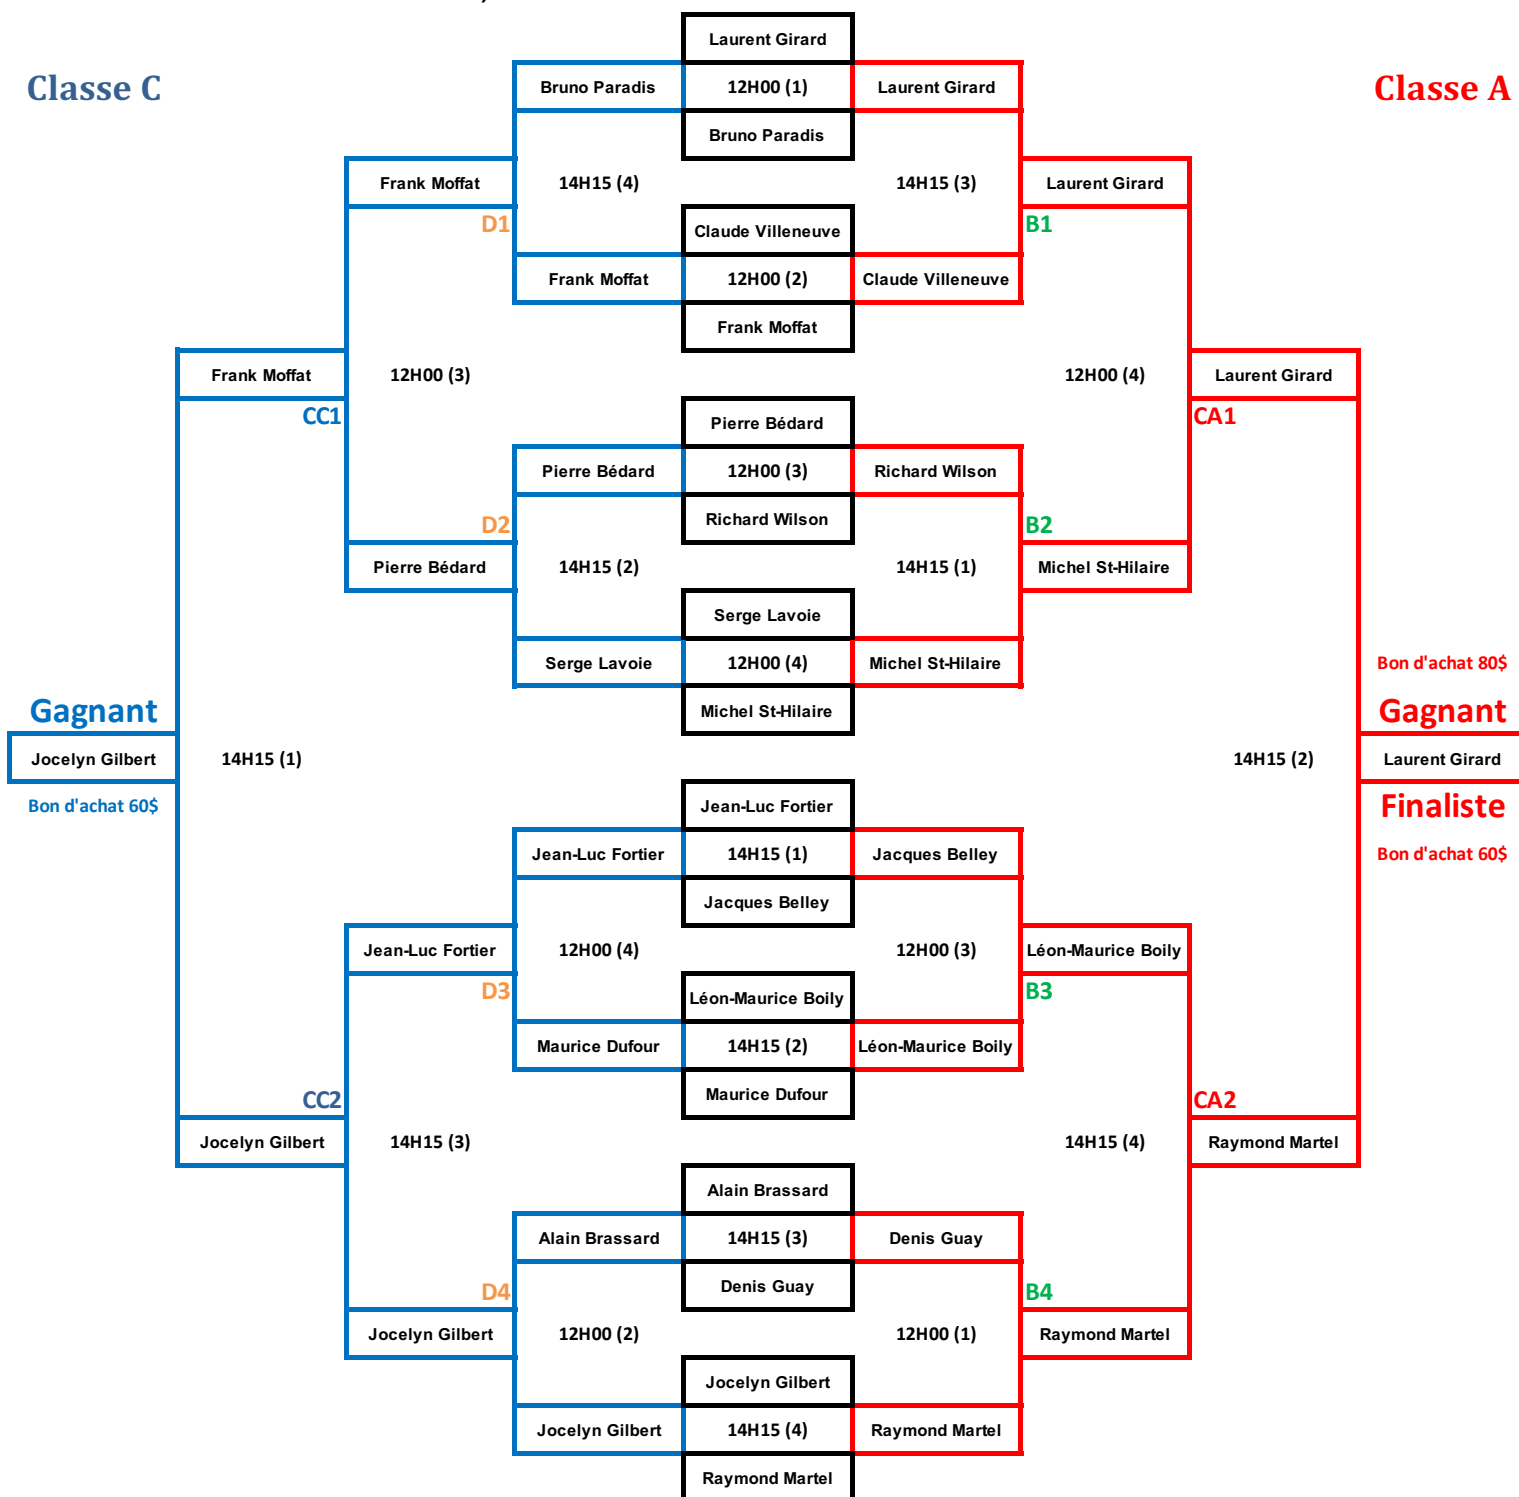 Laurent Girard
Classe C
Bruno Paradis
12H00 (1)
Laurent Girard
Classe A
Bruno Paradis
Frank Moffat
14H15 (4)
14H15 (3)
Laurent Girard
D1
Claude Villeneuve
B1
Frank Moffat
12H00 (2)
Claude Villeneuve
Frank Moffat
Frank Moffat
12H00 (3)
12H00 (4)
Laurent Girard
CC1
Pierre Bédard
CA1
Pierre Bédard
12H00 (3)
Richard Wilson
D2
Richard Wilson
B2
Pierre Bédard
14H15 (2)
14H15 (1)
Michel St-Hilaire
Serge Lavoie
Serge Lavoie
12H00 (4)
Michel St-Hilaire
Bon d'achat 80$
Gagnant
Michel St-Hilaire
Gagnant
Jocelyn Gilbert
14H15 (1)
14H15 (2)
Laurent Girard
Bon d'achat 60$
Jean-Luc Fortier
Finaliste
Jean-Luc Fortier
14H15 (1)
Jacques Belley
Bon d'achat 60$
Jacques Belley
Jean-Luc Fortier
12H00 (4)
12H00 (3)
Léon-Maurice Boily
D3
Léon-Maurice Boily
B3
Maurice Dufour
14H15 (2)
Léon-Maurice Boily
CC2
Maurice Dufour
CA2
Jocelyn Gilbert
14H15 (3)
14H15 (4)
Raymond Martel
Alain Brassard
Alain Brassard
14H15 (3)
Denis Guay
D4
Denis Guay
B4
Jocelyn Gilbert
12H00 (2)
12H00 (1)
Raymond Martel
Jocelyn Gilbert
Jocelyn Gilbert
14H15 (4)
Raymond Martel
Raymond Martel